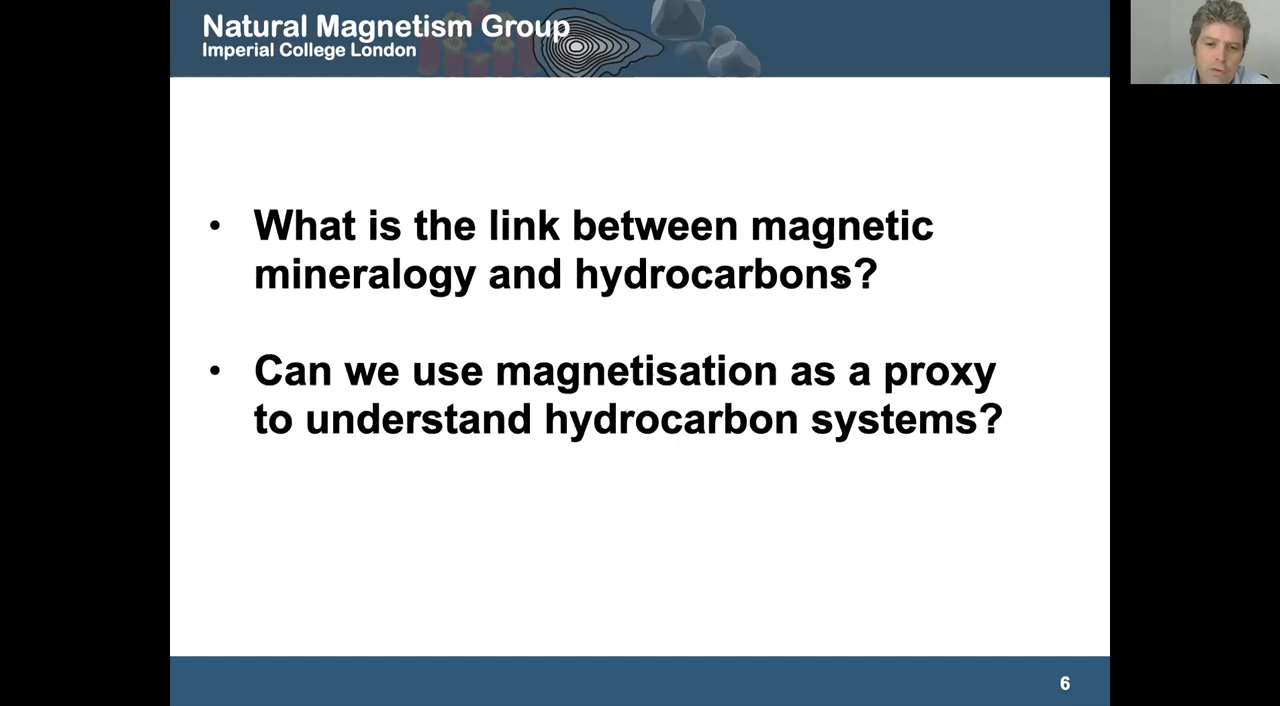 Natural Magnetism Group
Imperial College London
• What is the link between magnetic
mineralogy and hydrocarbons?
• Can we use magnetisation as a proxy
to understand hydrocarbon systems?
6